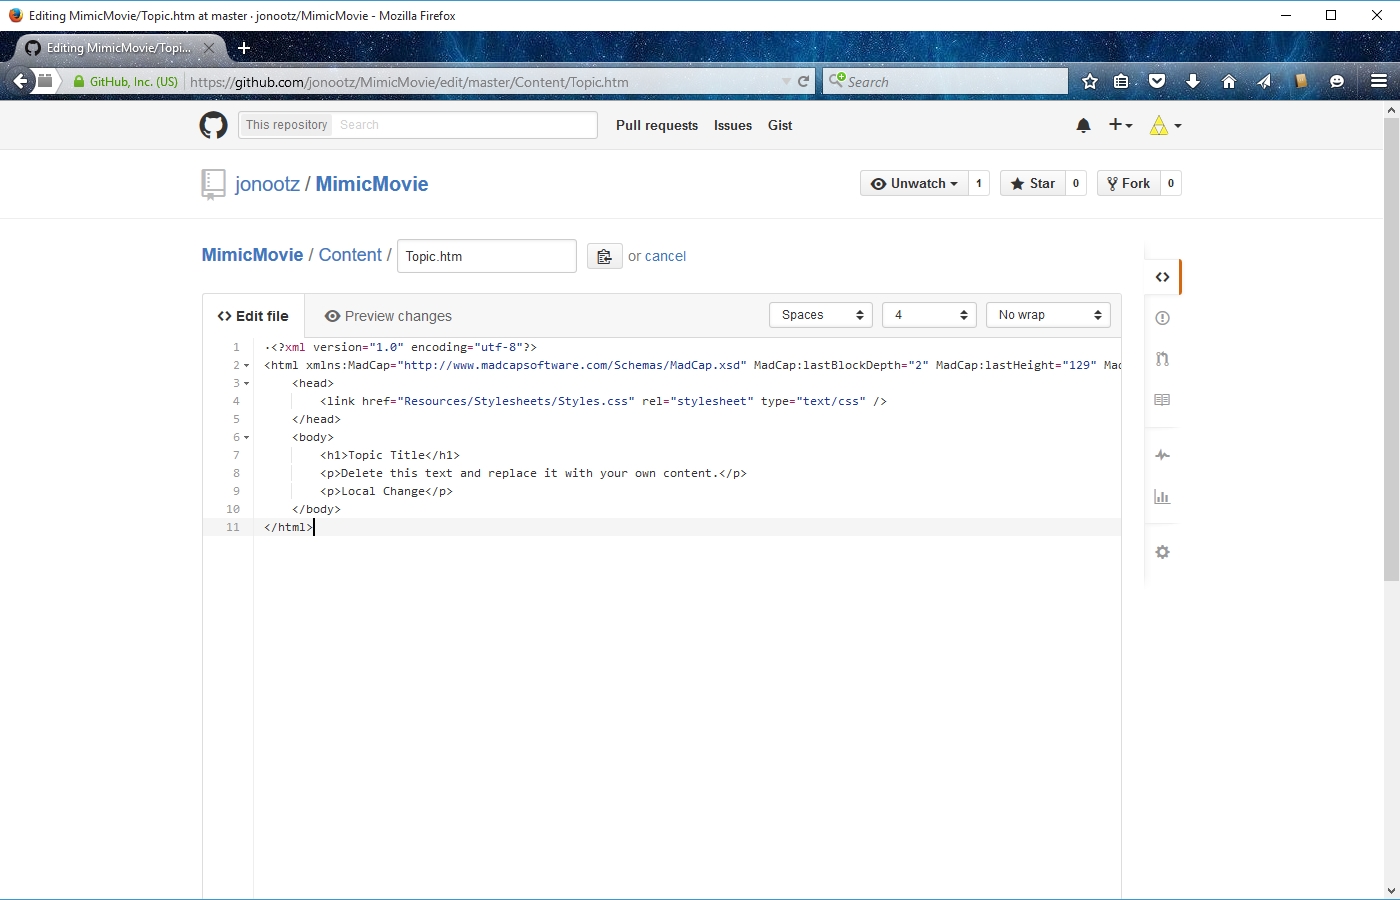 Editing MimicMovie/Topic.htm at master · jonootz/MimicMovie - Mozilla Firefox
Editing MimicMovie/Topi...
GitHub, Inc. (US) https://github.com/jonootz/MimicMovie/edit/master/Content/Topic.htm Search
This repository Search Pull requests Issues Gist
jonootz / MimicMovie Unwatch 1 Star 0 Fork 0
MimicMovie / Content / Topic.htm or cancel
<> Edit file Preview changes Spaces 4 No wrap
1 ·<?xml version="1.0" encoding="utf-8"?>
2 <html xmlns:MadCap="http://www.madcapsoftware.com/Schemas/MadCap.xsd" MadCap:lastBlockDepth="2" MadCap:lastHeight="129" Mad
3 <head>
4 <link href="Resources/Stylesheets/Styles.css" rel="stylesheet" type="text/css" />
5 </head>
6 <body>
7 <h1>Topic Title</h1>
8 <p>Delete this text and replace it with your own content.</p>
9 <p>Local Change</p>
10 </body>
11 </html>